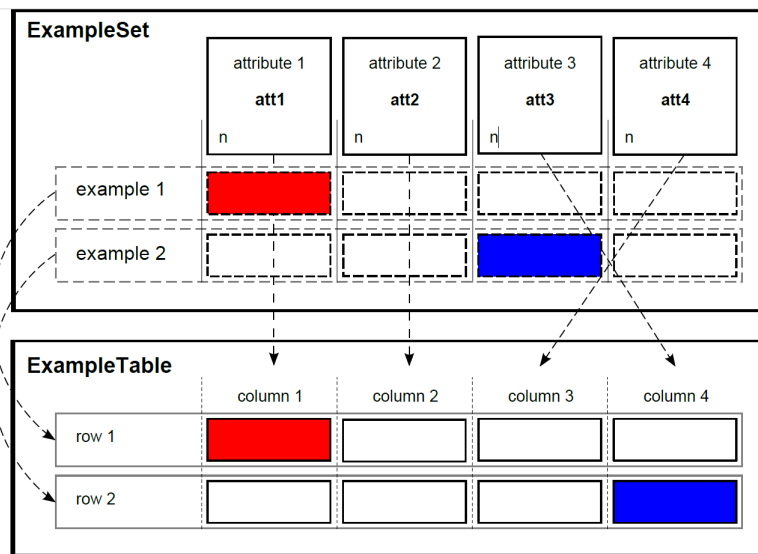 ExampleSet
attribute 1 attribute 2 attribute 3 attribute 4
att1 att2 att3 att4
n n n n
example 1
example 2
ExampleTable
column 1 column 2 column 3 column 4
row 1
row 2